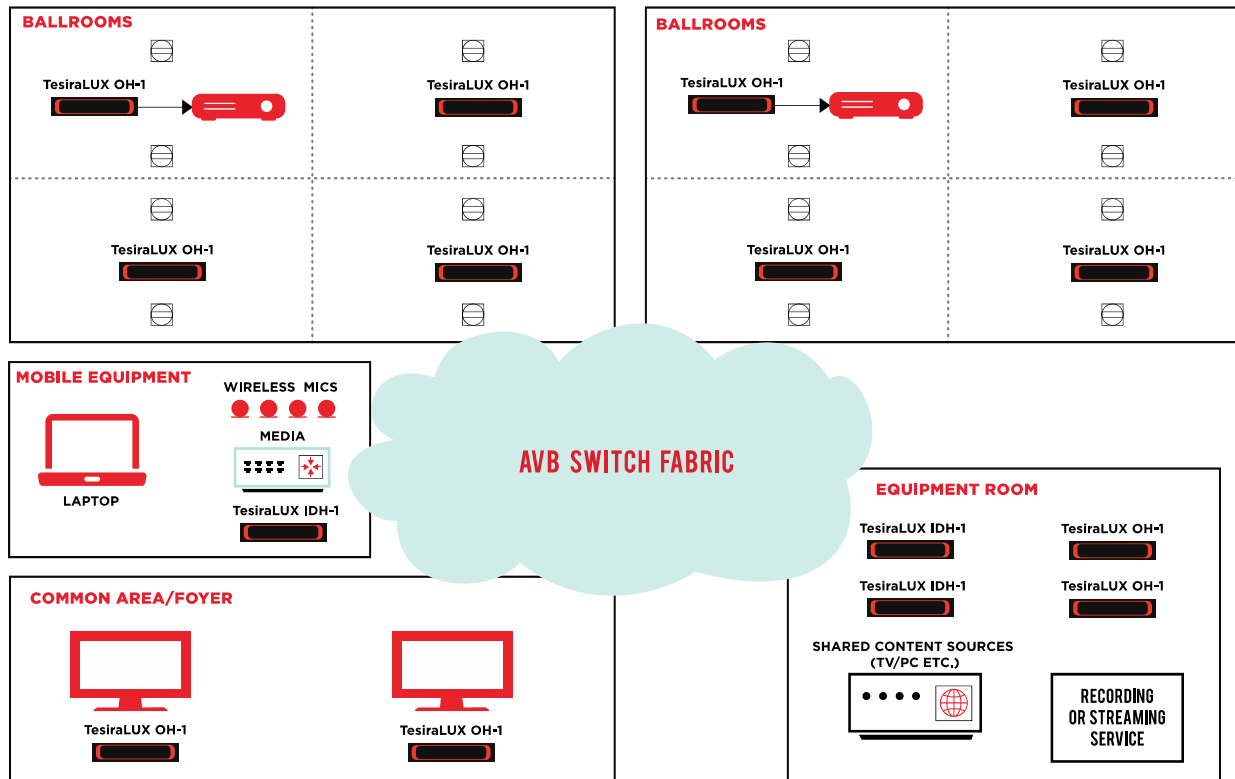 BALLROOMS
TesiraLUX OH-1
TesiraLUX OH-1
TesiraLUX OH-1
TesiraLUX OH-1
BALLROOMS
TesiraLUX OH-1
TesiraLUX OH-1
TesiraLUX OH-1
TesiraLUX OH-1
MOBILE EQUIPMENT
WIRELESS MICS
MEDIA
LAPTOP
TesiraLUX IDH-1
AVB SWITCH FABRIC
COMMON AREA/FOYER
TesiraLUX OH-1
TesiraLUX OH-1
EQUIPMENT ROOM
TesiraLUX IDH-1
TesiraLUX OH-1
TesiraLUX IDH-1
TesiraLUX OH-1
SHARED CONTENT SOURCES
(TV/PC ETC.)
RECORDING
OR STREAMING
SERVICE